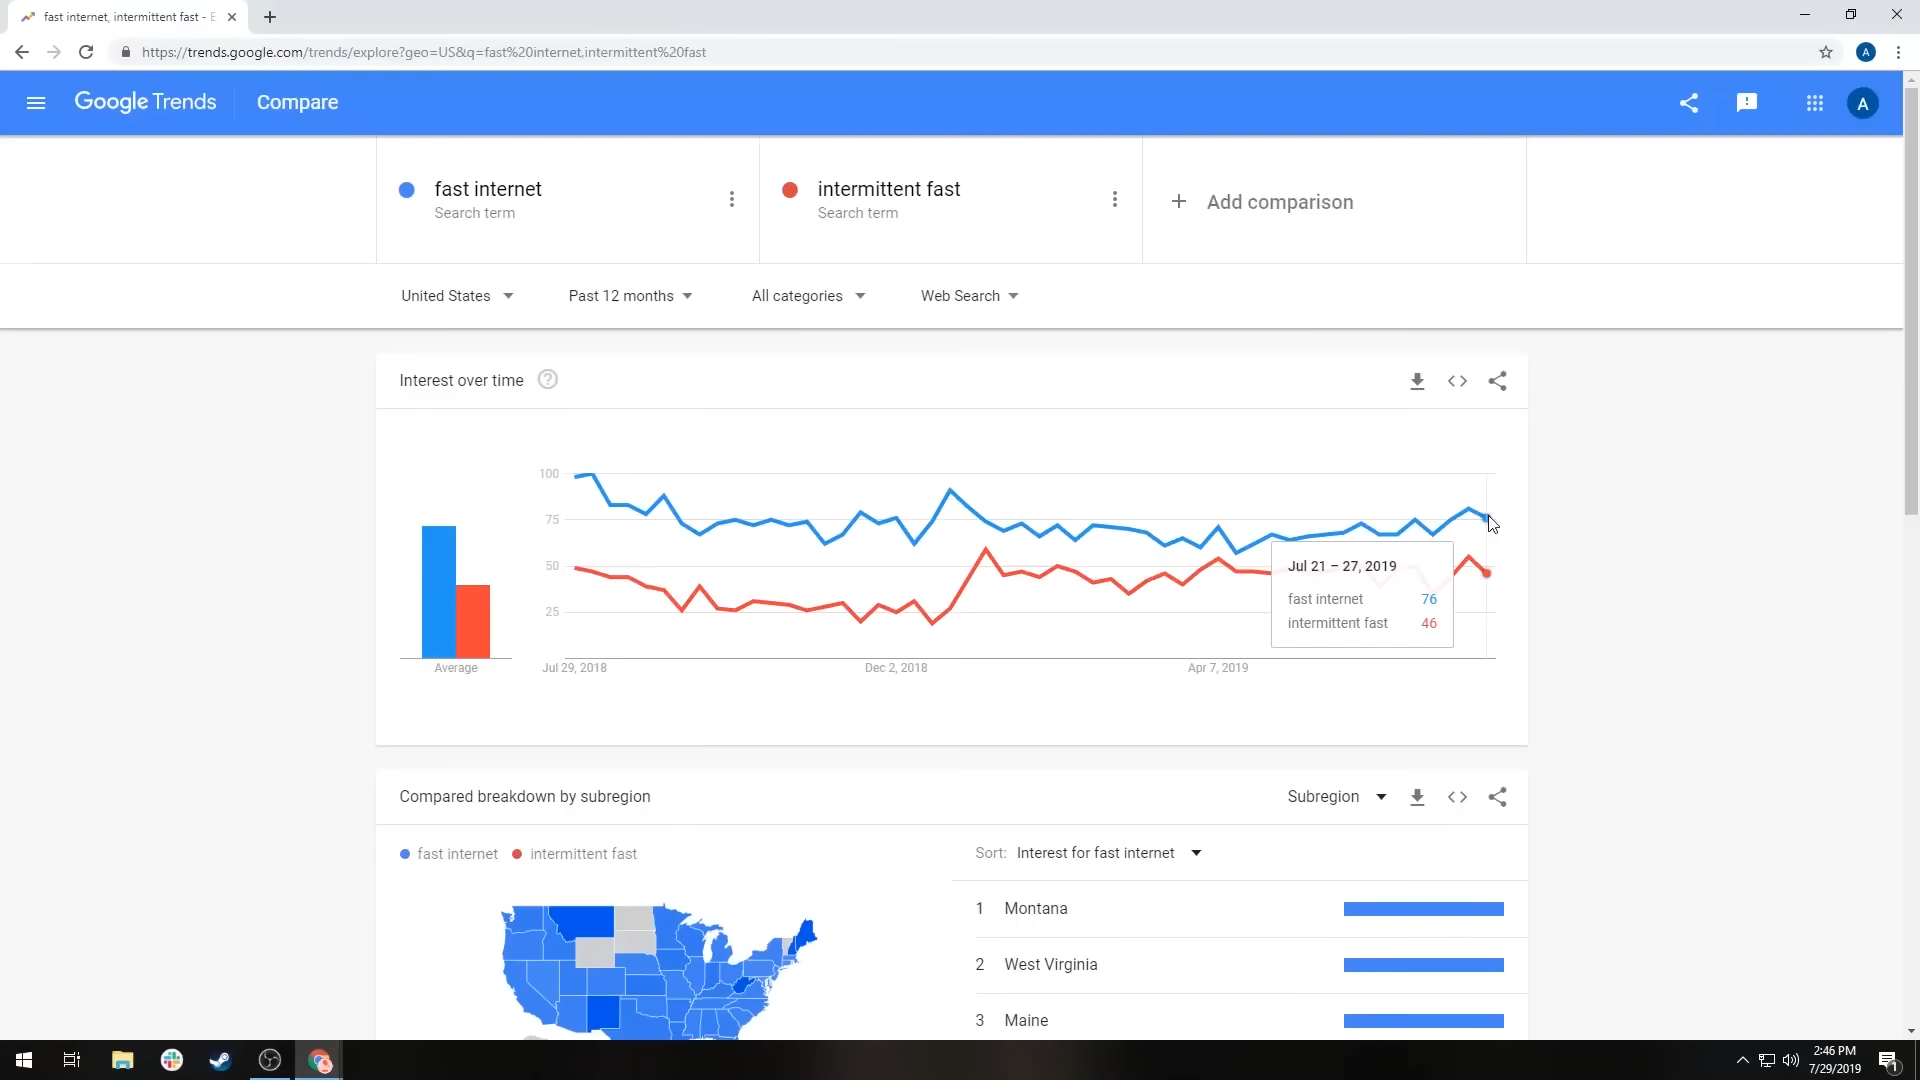 fast internet, intermittent fast - E
https://trends.google.com/trends/explore?geo=US&q=fast%20internet,intermittent%20fast
A
Google Trends
Compare
A
fast internet
Search term
intermittent fast
Search term
+ Add comparison
United States
Past 12 months
All categories
Web Search
Interest over time ?
100
75
50
25
Jul 21 – 27, 2019
fast internet 76
intermittent fast 46
Average
Jul 29, 2018
Dec 2, 2018
Apr 7, 2019
Compared breakdown by subregion
Subregion
fast internet
intermittent fast
Sort: Interest for fast internet
1 Montana
2 West Virginia
3 Maine
2:46 PM
7/29/2019
1